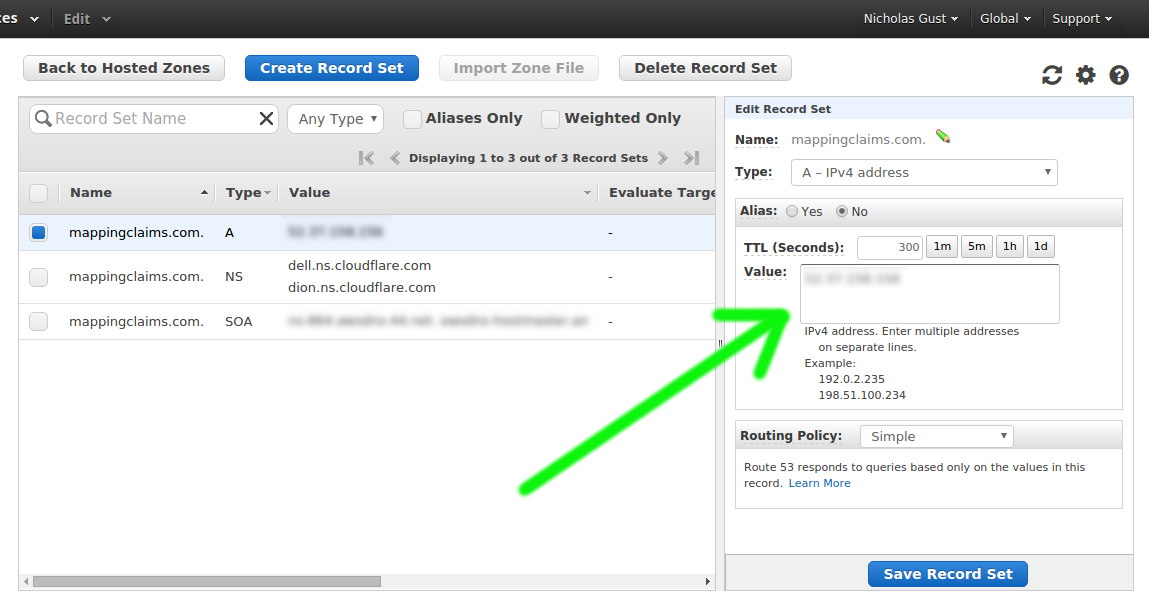 ces Edit Nicholas Gust Global Support
Back to Hosted Zones Create Record Set Import Zone File Delete Record Set
Record Set Name Any Type Aliases Only Weighted Only
Displaying 1 to 3 out of 3 Record Sets
Name Type Value Evaluate Targe
mappingclaims.com. A -
mappingclaims.com. NS dell.ns.cloudflare.com -
dion.ns.cloudflare.com
mappingclaims.com. SOA -
Edit Record Set
Name: mappingclaims.com.
Type: A – IPv4 address
Alias: Yes No
TTL (Seconds): 300 1m 5m 1h 1d
Value:
IPv4 address. Enter multiple addresses
on separate lines.
Example:
192.0.2.235
198.51.100.234
Routing Policy: Simple
Route 53 responds to queries based only on the values in this
record. Learn More
Save Record Set